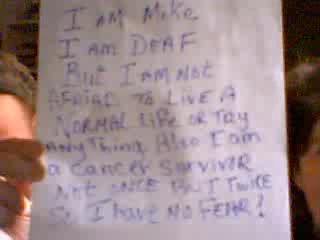 I AM MIKE
I AM DEAF
But I AM Not
AFRIAD TO LIVE A
NORMAL Life OR TRY
ANYThing Also I am
a cancer survivor
Not ONCE BUT TWICE
So I have NO FEAR!